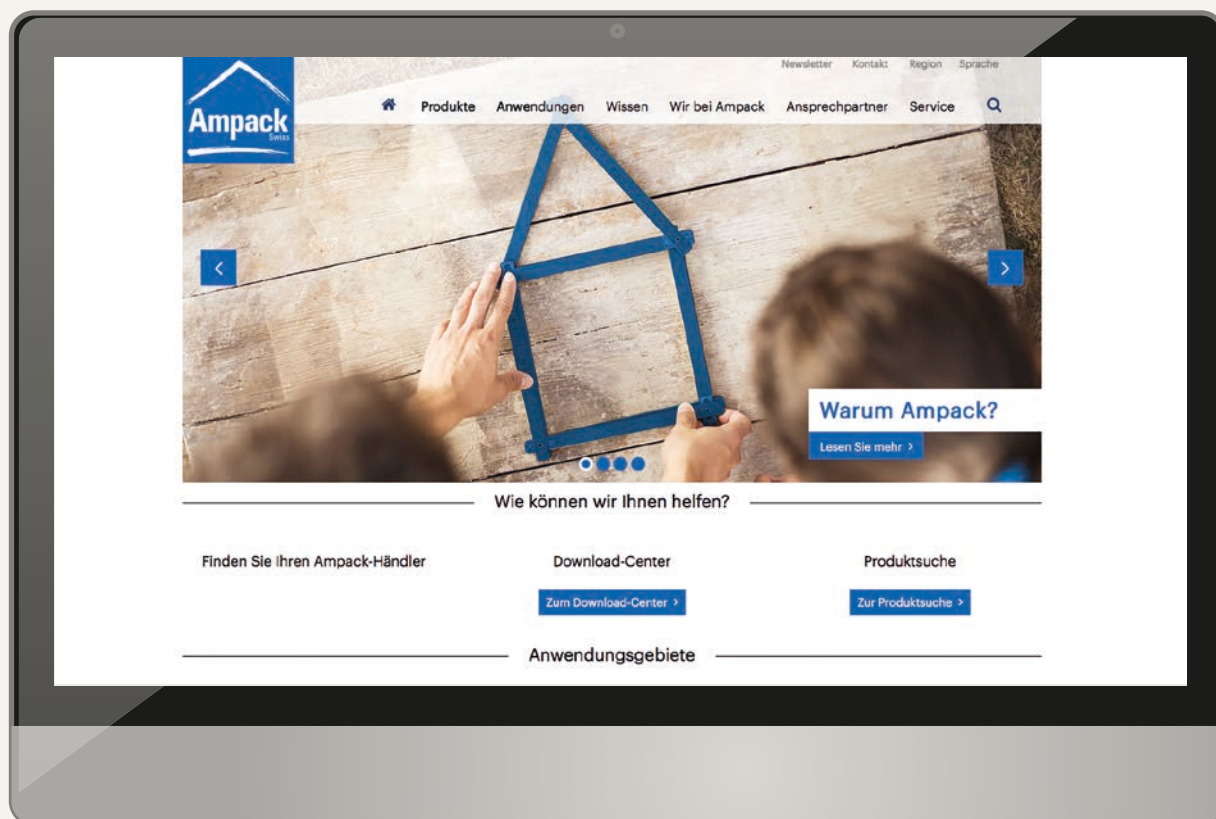 Newsletter Kontakt Region Sprache
Ampack
Swiss
Produkte Anwendungen Wissen Wir bei Ampack Ansprechpartner Service
Warum Ampack?
Lesen Sie mehr >
Wie können wir Ihnen helfen?
Finden Sie Ihren Ampack-Händler
Download-Center
Zum Download-Center >
Produktsuche
Zur Produktsuche >
Anwendungsgebiete